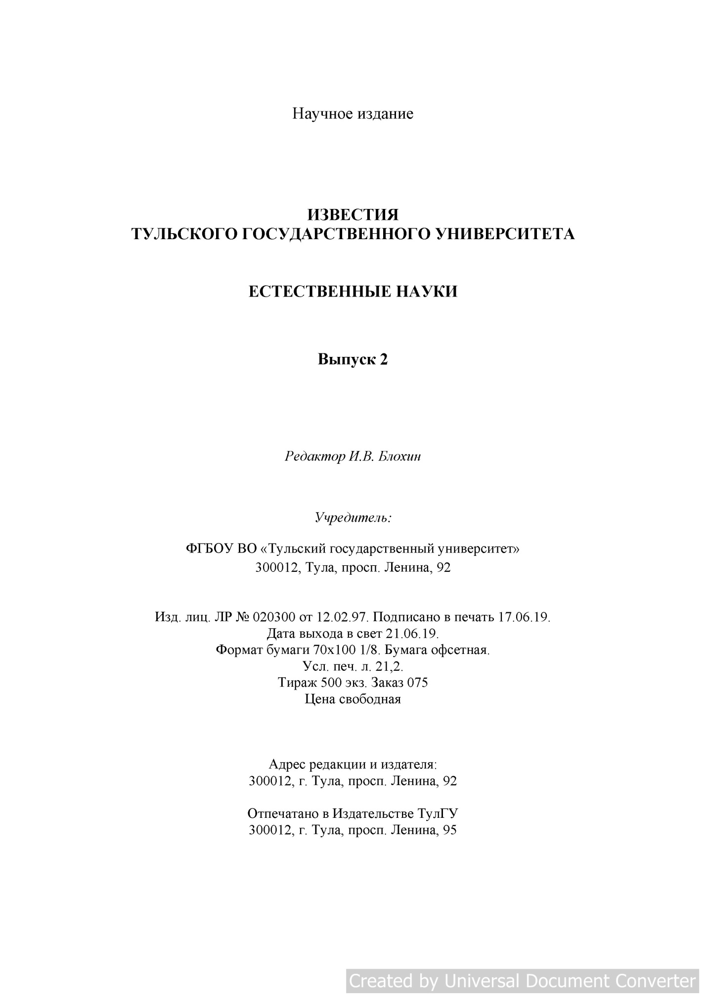 Научное издание
ИЗВЕСТИЯ
ТУЛЬСКОГО ГОСУДАРСТВЕННОГО УНИВЕРСИТЕТА
ЕСТЕСТВЕННЫЕ НАУКИ
Выпуск 2
Редактор И.В. Блохин
Учредитель:
ФГБОУ ВО «Тульский государственный университет»
300012, Тула, просп. Ленина, 92
Изд. лиц. ЛР № 020300 от 12.02.97. Подписано в печать 17.06.19.
Дата выхода в свет 21.06.19.
Формат бумаги 70х100 1/8. Бумага офсетная.
Усл. печ. л. 21,2.
Тираж 500 экз. Заказ 075
Цена свободная
Адрес редакции и издателя:
300012, г. Тула, просп. Ленина, 92
Отпечатано в Издательстве ТулГУ
300012, г. Тула, просп. Ленина, 95
Created by Universal Document Converter